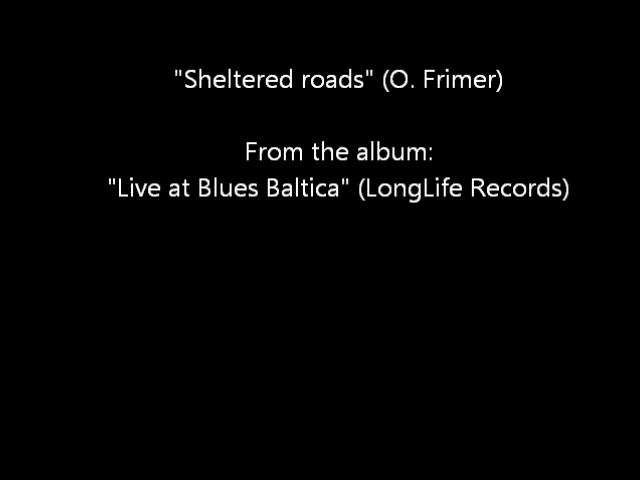 "Sheltered roads" (O. Frimer)
From the album:
"Live at Blues Baltica" (LongLife Records)